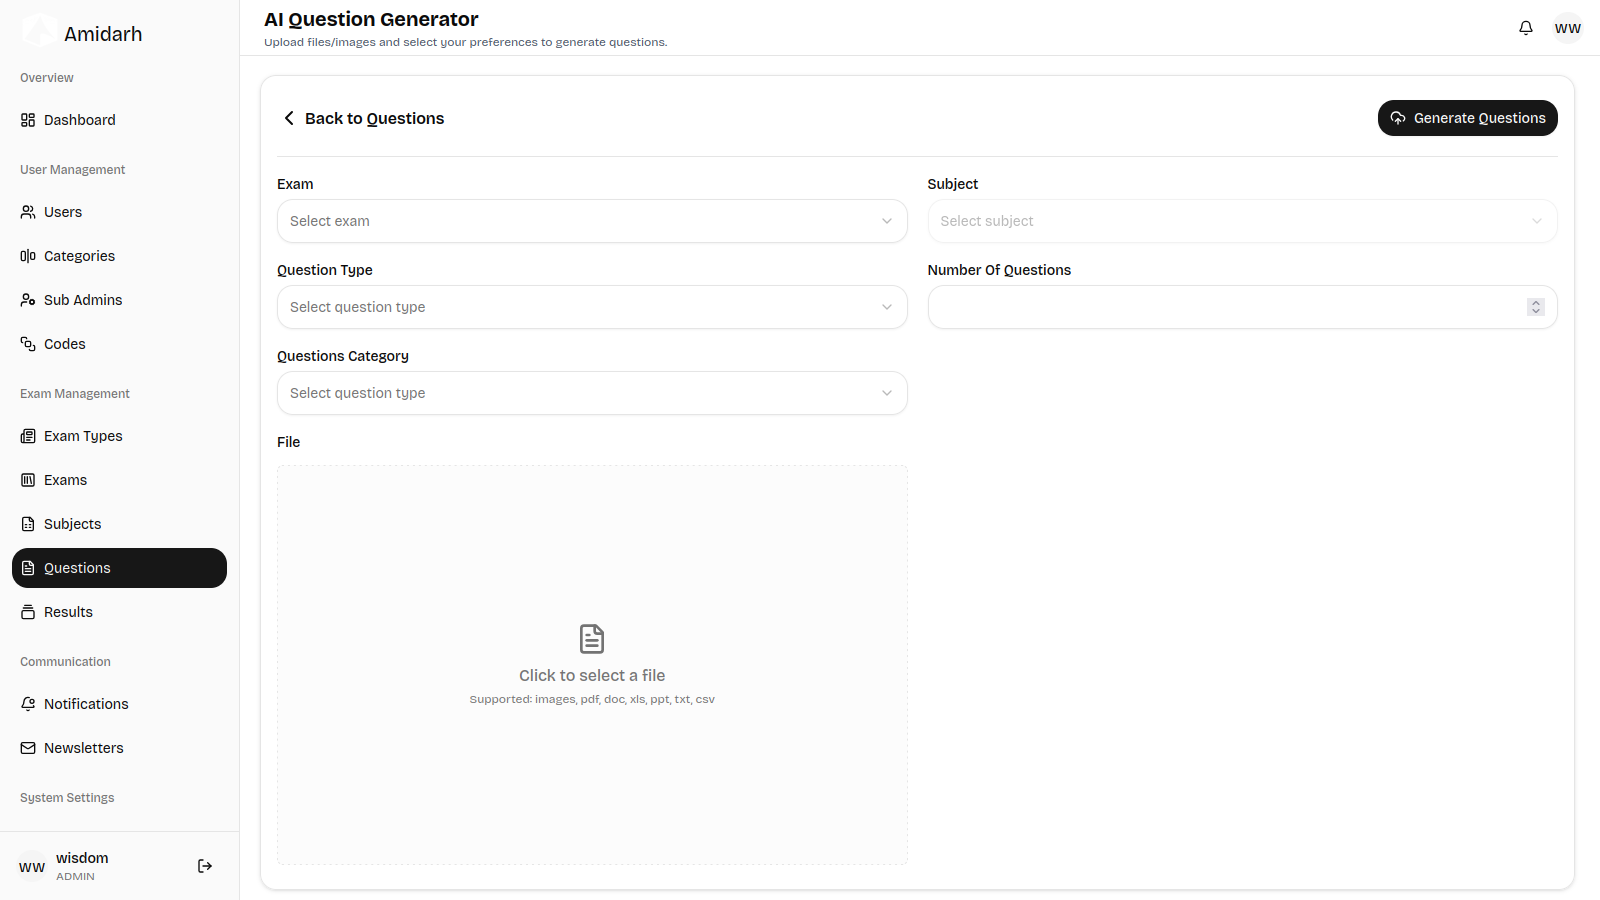 Amidarh
Overview
Dashboard
User Management
Users
Categories
Sub Admins
Codes
Exam Management
Exam Types
Exams
Subjects
Questions
Results
Communication
Notifications
Newsletters
System Settings
WW
wisdom
ADMIN
AI Question Generator
Upload files/images and select your preferences to generate questions.
WW
Back to Questions
Generate Questions
Exam
Select exam
Subject
Select subject
Question Type
Select question type
Number Of Questions
Questions Category
Select question type
File
Click to select a file
Supported: images, pdf, doc, xls, ppt, txt, csv